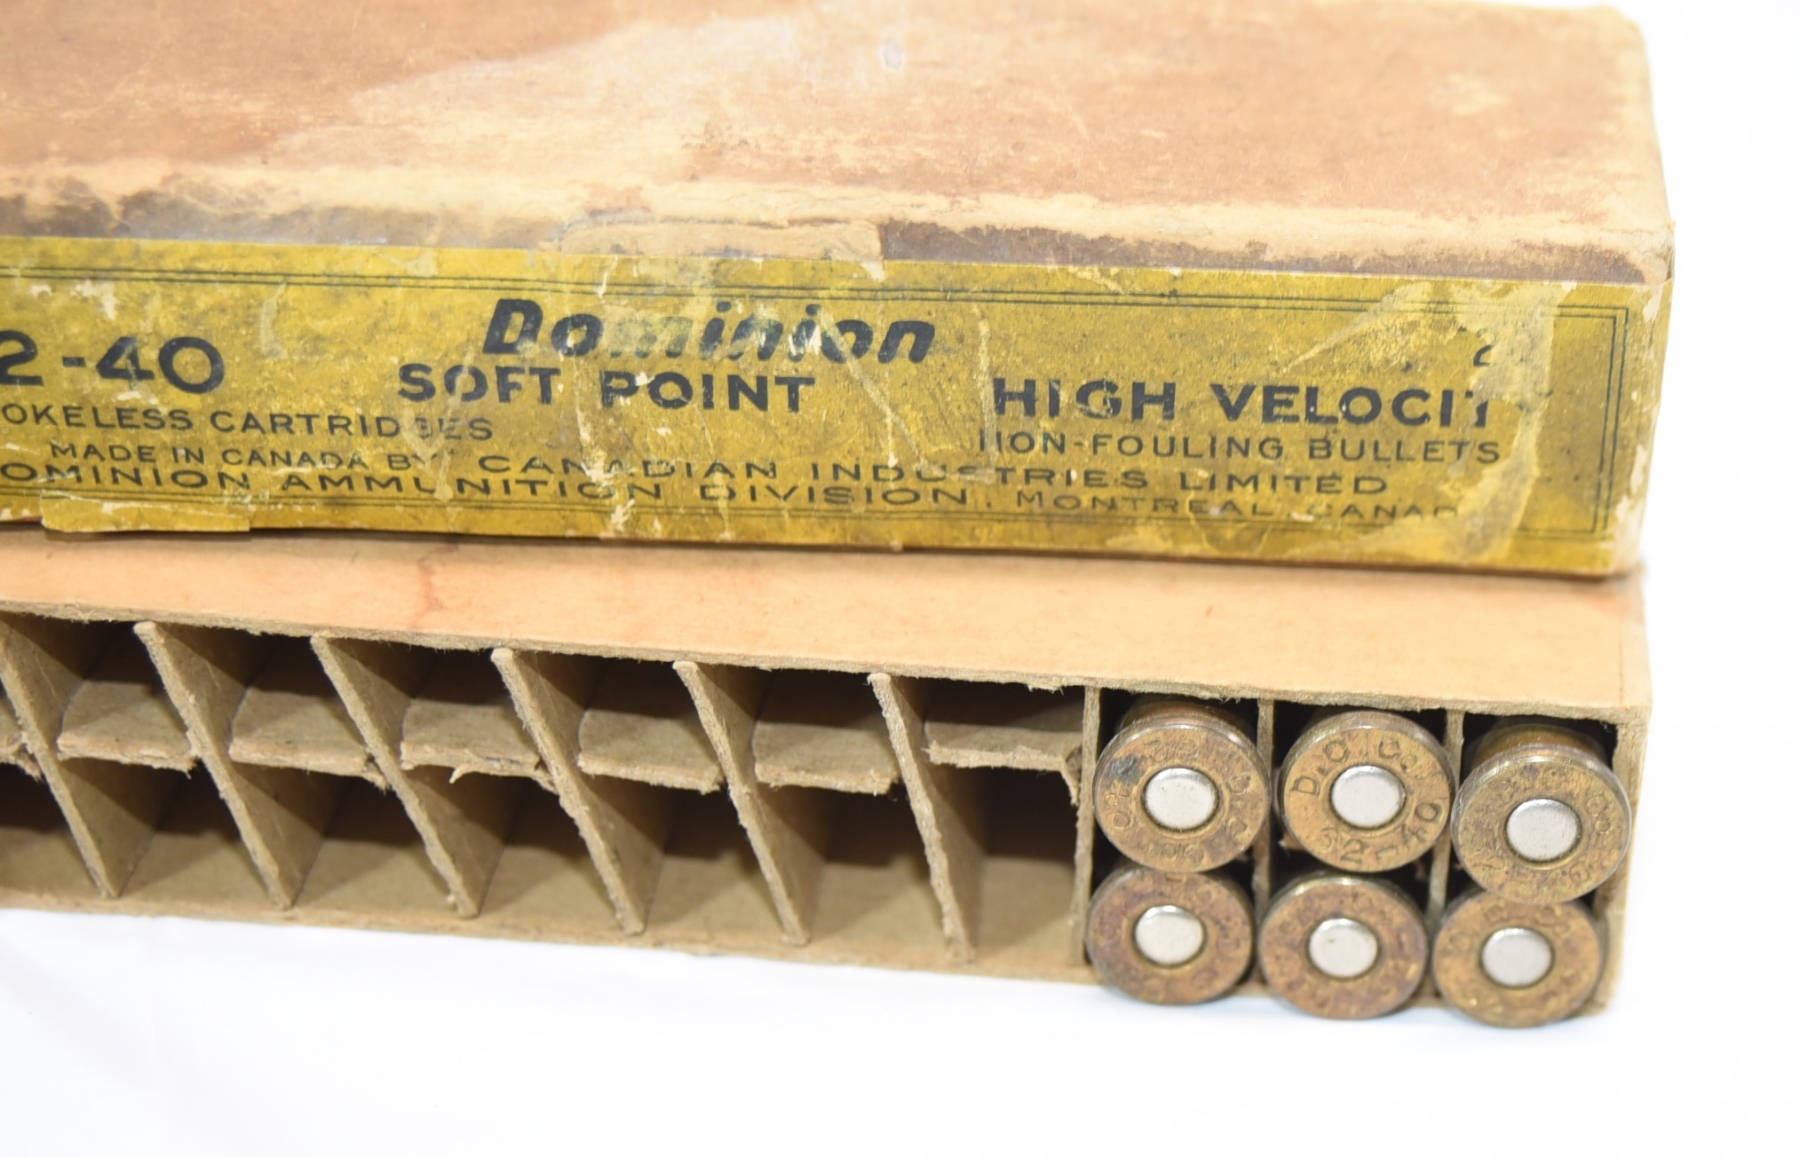 Dominion
2-40 SOFT POINT HIGH VELOCIT
OKELESS CARTRIDGES NON-FOULING BULLETS
MADE IN CANADA BY CANADIAN INDUSTRIES LIMITED
OMINION AMMUNITION DIVISION, MONTREAL, CANAD
D.C.Co.
32-40